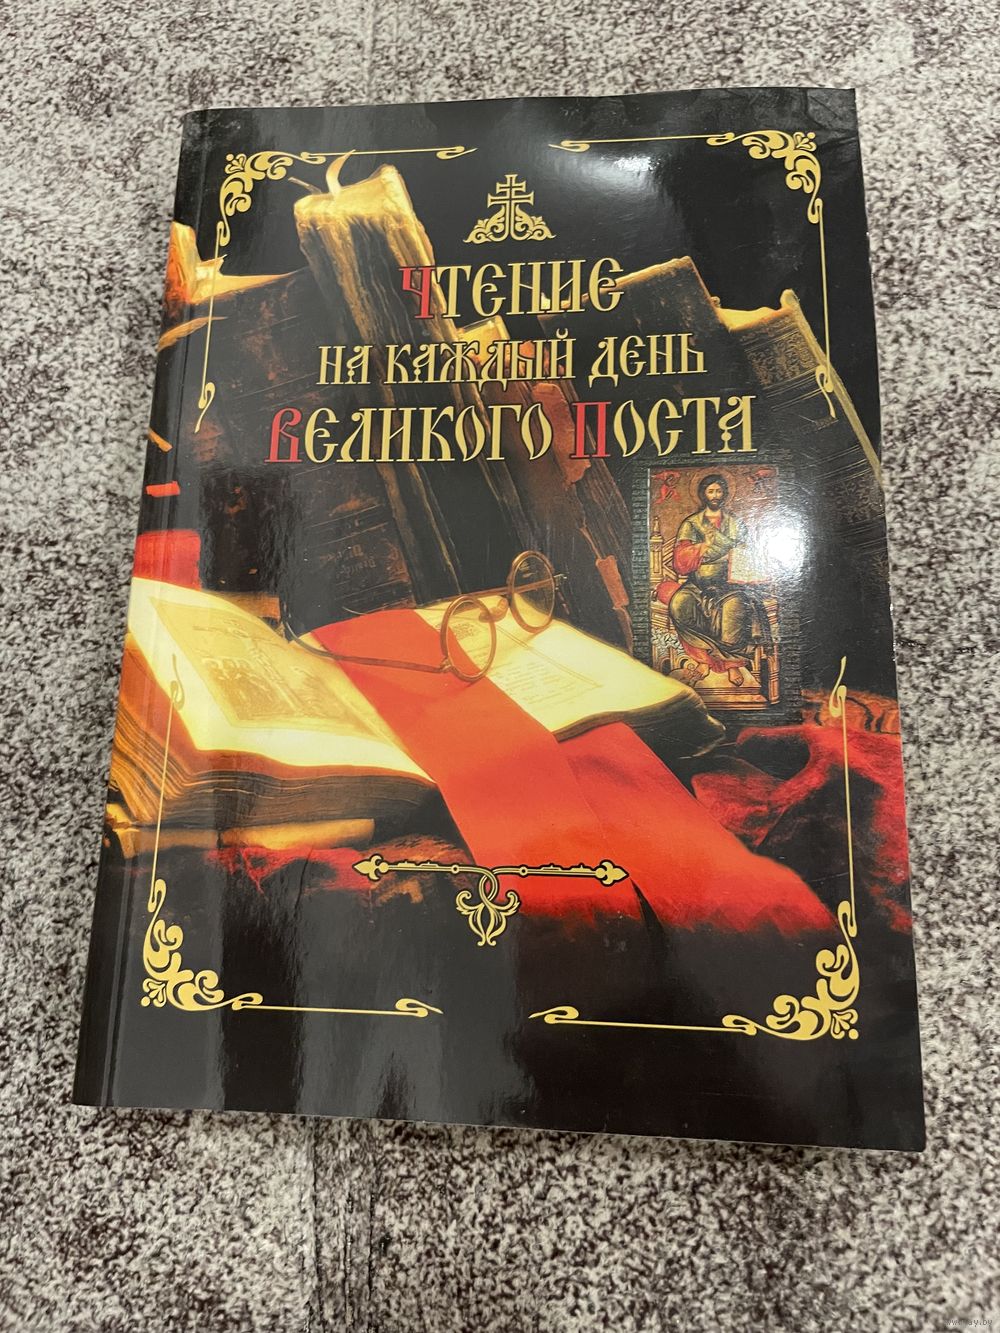 Чтение
на каждый день
Великого Поста